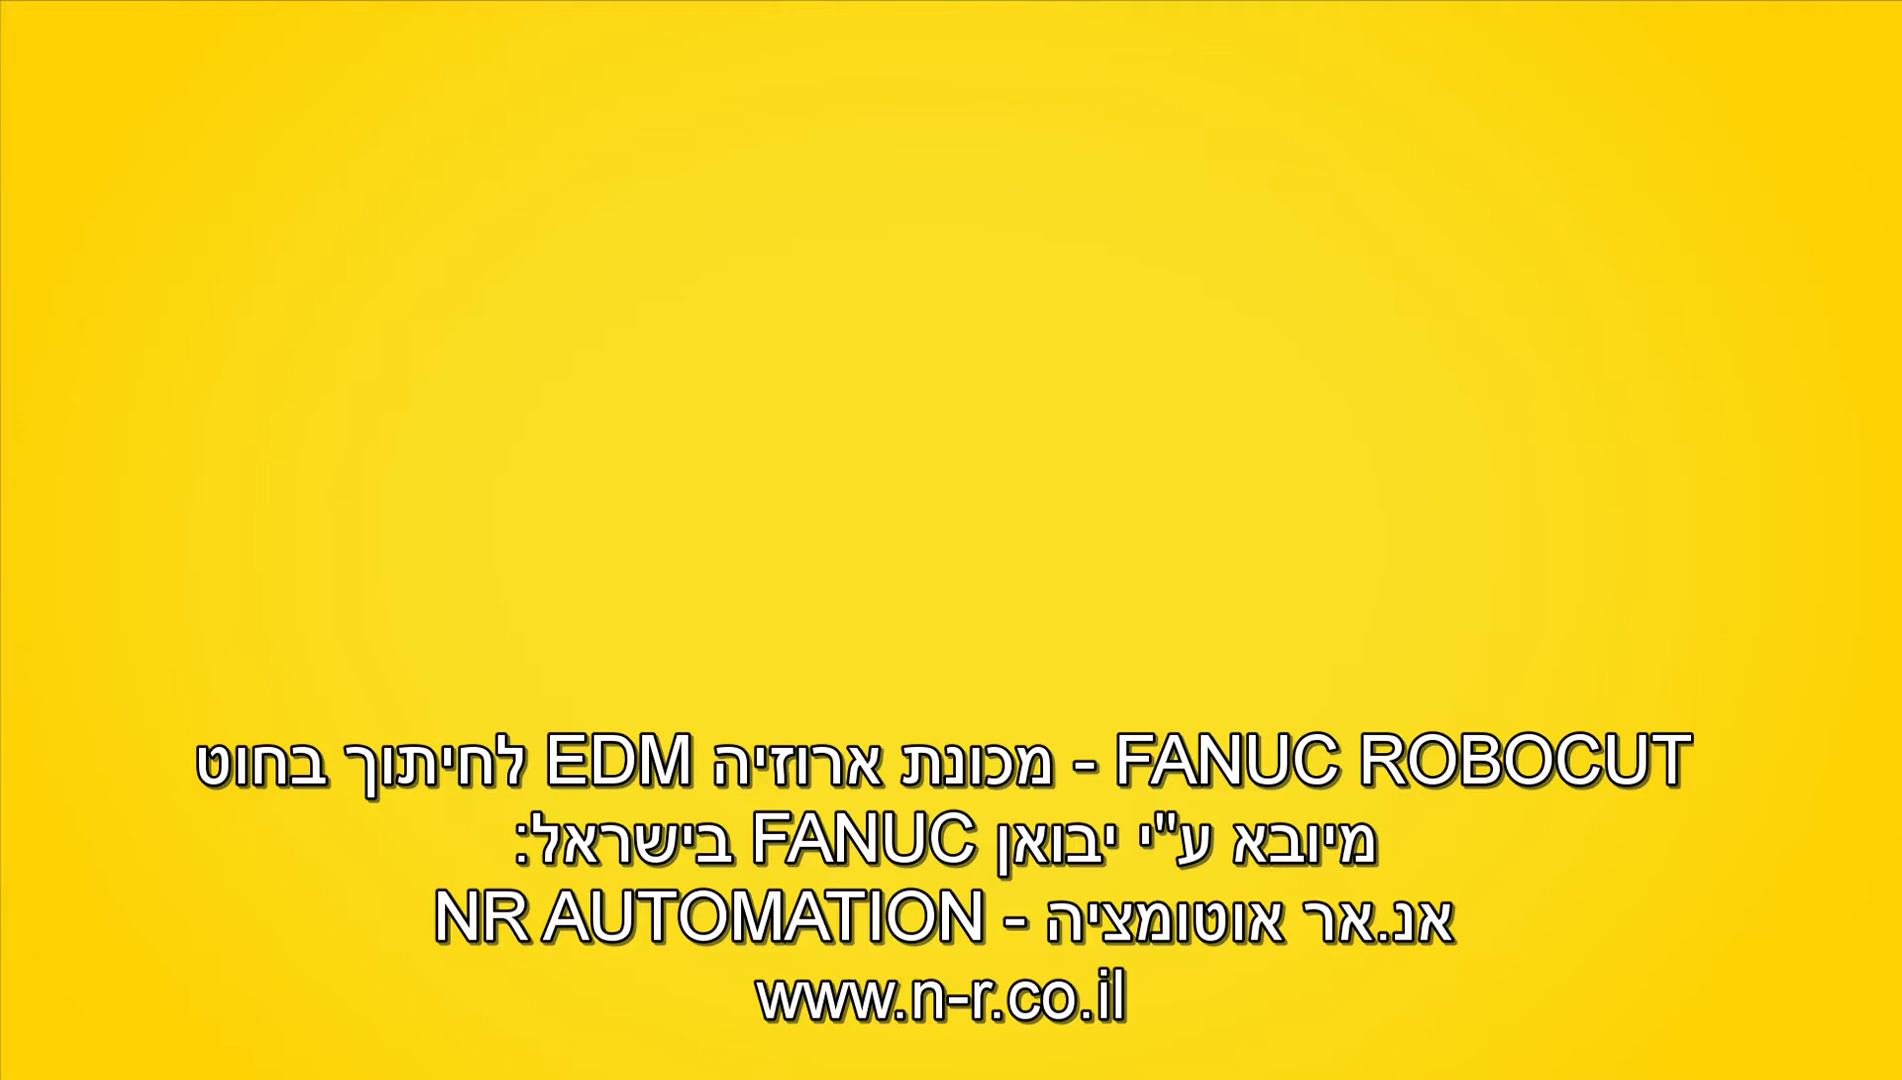 FANUC ROBOCUT - מכונת ארוזיה EDM לחיתוך בחוט
מיובא ע"י יבואן FANUC בישראל:
אנ.אר אוטומציה - NR AUTOMATION
www.n-r.co.il